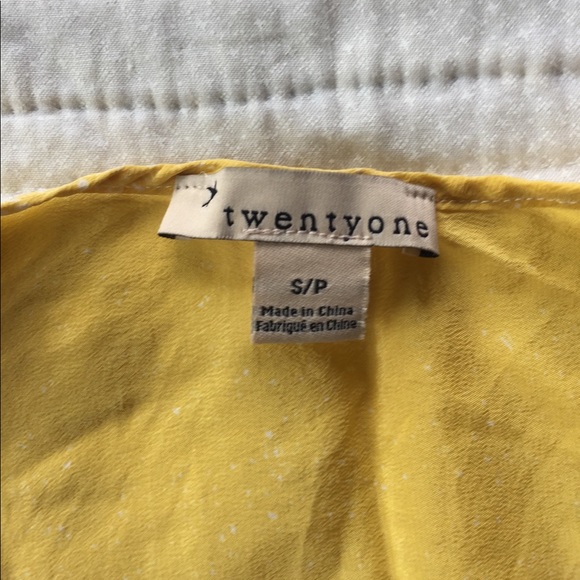 twentyone
S/P
Made in China
Fabriqué en Chine